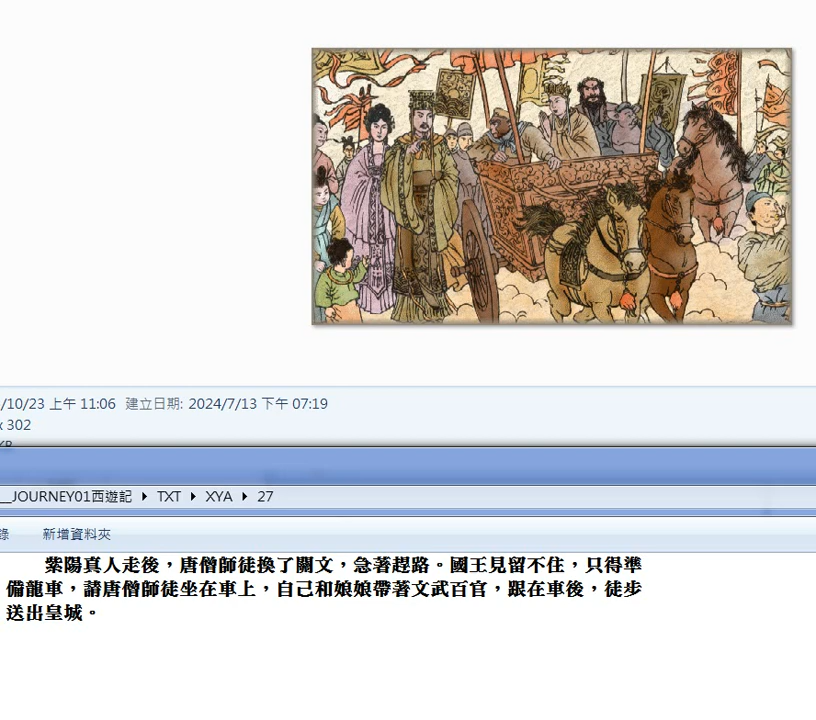 /10/23 上午 11:06 建立日期: 2024/7/13 下午 07:19
x 302
KB
__JOURNEY01西遊記 ▶ TXT ▶ XYA ▶ 27
錄 新增資料夾
紫陽真人走後，唐僧師徒換了關文，急著趕路。國王見留不住，只得準
備龍車，請唐僧師徒坐在車上，自己和娘娘帶著文武百官，跟在車後，徒步
送出皇城。